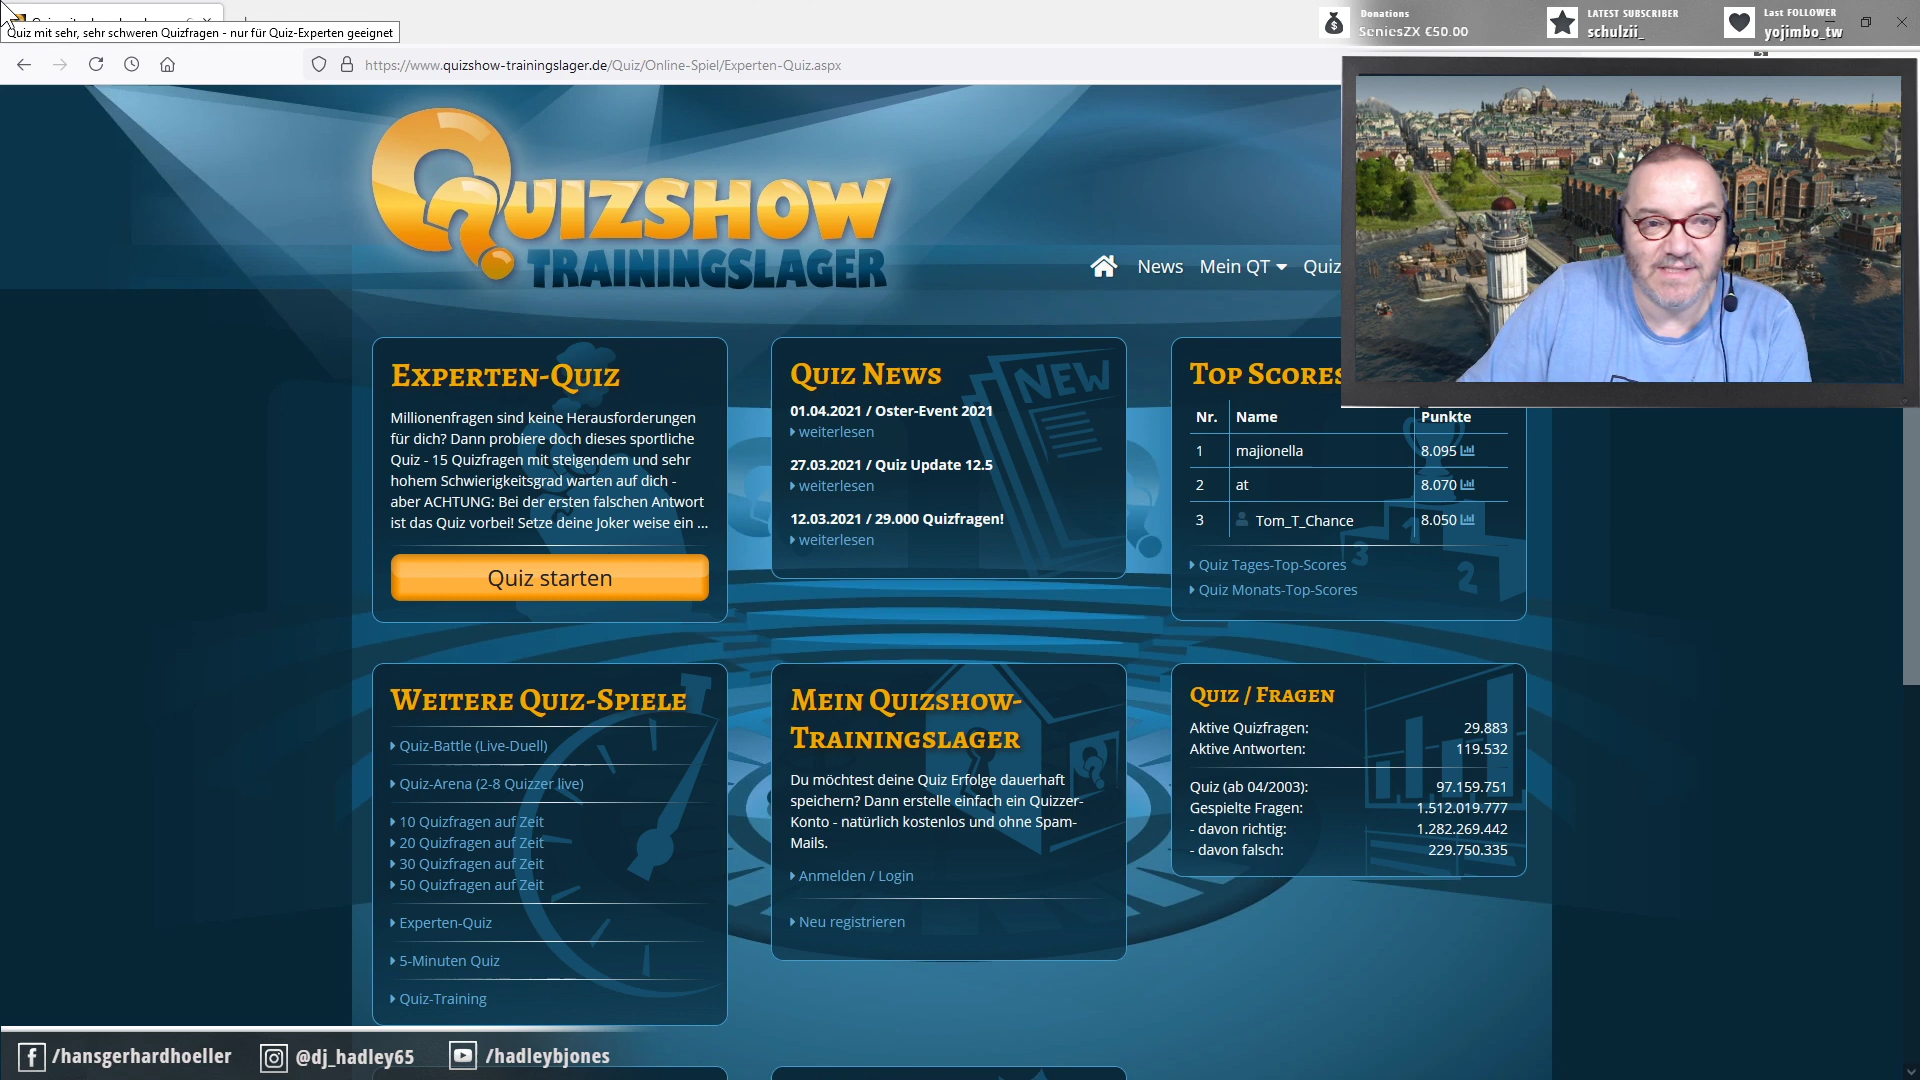 Quiz mit sehr, sehr schweren Quizfragen - nur für Quiz-Experten geeignet
Donations
SeniesZX €50.00
LATEST SUBSCRIBER
schulzii_
Last FOLLOWER
yojimbo_tw
https://www.quizshow-trainingslager.de/Quiz/Online-Spiel/Experten-Quiz.aspx
QUIZSHOW
TRAININGSLAGER
News
Mein QT
Quiz
EXPERTEN-QUIZ
Millionenfragen sind keine Herausforderungen
für dich? Dann probiere doch dieses sportliche
Quiz - 15 Quizfragen mit steigendem und sehr
hohem Schwierigkeitsgrad warten auf dich -
aber ACHTUNG: Bei der ersten falschen Antwort
ist das Quiz vorbei! Setze deine Joker weise ein ...
Quiz starten
QUIZ NEWS
NEW
01.04.2021 / Oster-Event 2021
weiterlesen
27.03.2021 / Quiz Update 12.5
weiterlesen
12.03.2021 / 29.000 Quizfragen!
weiterlesen
TOP SCORES
Nr. Name Punkte
1 majionella 8.095
2 at 8.070
3 Tom_T_Chance 8.050
1
2
3
Quiz Tages-Top-Scores
Quiz Monats-Top-Scores
WEITERE QUIZ-SPIELE
Quiz-Battle (Live-Duell)
Quiz-Arena (2-8 Quizzer live)
10 Quizfragen auf Zeit
20 Quizfragen auf Zeit
30 Quizfragen auf Zeit
50 Quizfragen auf Zeit
Experten-Quiz
5-Minuten Quiz
Quiz-Training
MEIN QUIZSHOW-
TRAININGSLAGER
Du möchtest deine Quiz Erfolge dauerhaft
speichern? Dann erstelle einfach ein Quizzer-
Konto - natürlich kostenlos und ohne Spam-
Mails.
Anmelden / Login
Neu registrieren
QUIZ / FRAGEN
Aktive Quizfragen: 29.883
Aktive Antworten: 119.532
Quiz (ab 04/2003): 97.159.751
Gespielte Fragen: 1.512.019.777
- davon richtig: 1.282.269.442
- davon falsch: 229.750.335
/hansgerhardhoeller
@dj_hadley65
/hadleybjones